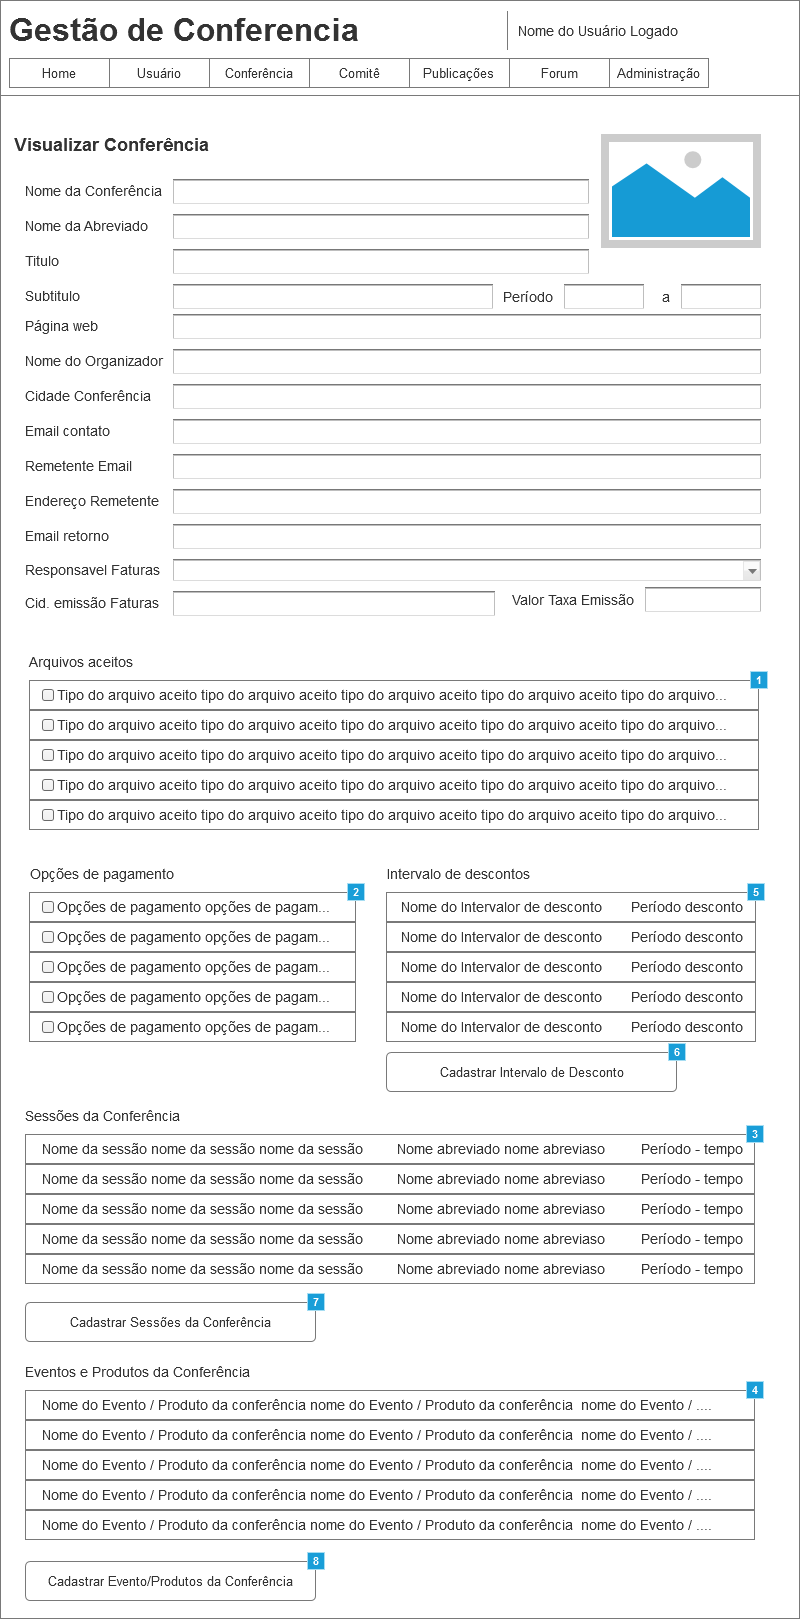 Gestão de Conferencia
Nome do Usuário Logado
Home Usuário Conferência Comitê Publicações Forum Administração
Visualizar Conferência
Nome da Conferência
Nome da Abreviado
Titulo
Subtitulo Período a
Página web
Nome do Organizador
Cidade Conferência
Email contato
Remetente Email
Endereço Remetente
Email retorno
Responsavel Faturas
Cid. emissão Faturas Valor Taxa Emissão
Arquivos aceitos
1
Tipo do arquivo aceito tipo do arquivo aceito tipo do arquivo aceito tipo do arquivo aceito tipo do arquivo...
Tipo do arquivo aceito tipo do arquivo aceito tipo do arquivo aceito tipo do arquivo aceito tipo do arquivo...
Tipo do arquivo aceito tipo do arquivo aceito tipo do arquivo aceito tipo do arquivo aceito tipo do arquivo...
Tipo do arquivo aceito tipo do arquivo aceito tipo do arquivo aceito tipo do arquivo aceito tipo do arquivo...
Tipo do arquivo aceito tipo do arquivo aceito tipo do arquivo aceito tipo do arquivo aceito tipo do arquivo...
Opções de pagamento
2
Opções de pagamento opções de pagam...
Opções de pagamento opções de pagam...
Opções de pagamento opções de pagam...
Opções de pagamento opções de pagam...
Opções de pagamento opções de pagam...
Intervalo de descontos
5
Nome do Intervalor de desconto Período desconto
Nome do Intervalor de desconto Período desconto
Nome do Intervalor de desconto Período desconto
Nome do Intervalor de desconto Período desconto
Nome do Intervalor de desconto Período desconto
6
Cadastrar Intervalo de Desconto
Sessões da Conferência
3
Nome da sessão nome da sessão nome da sessão Nome abreviado nome abreviaso Período - tempo
Nome da sessão nome da sessão nome da sessão Nome abreviado nome abreviaso Período - tempo
Nome da sessão nome da sessão nome da sessão Nome abreviado nome abreviaso Período - tempo
Nome da sessão nome da sessão nome da sessão Nome abreviado nome abreviaso Período - tempo
Nome da sessão nome da sessão nome da sessão Nome abreviado nome abreviaso Período - tempo
7
Cadastrar Sessões da Conferência
Eventos e Produtos da Conferência
4
Nome do Evento / Produto da conferência nome do Evento / Produto da conferência nome do Evento / ....
Nome do Evento / Produto da conferência nome do Evento / Produto da conferência nome do Evento / ....
Nome do Evento / Produto da conferência nome do Evento / Produto da conferência nome do Evento / ....
Nome do Evento / Produto da conferência nome do Evento / Produto da conferência nome do Evento / ....
Nome do Evento / Produto da conferência nome do Evento / Produto da conferência nome do Evento / ....
8
Cadastrar Evento/Produtos da Conferência